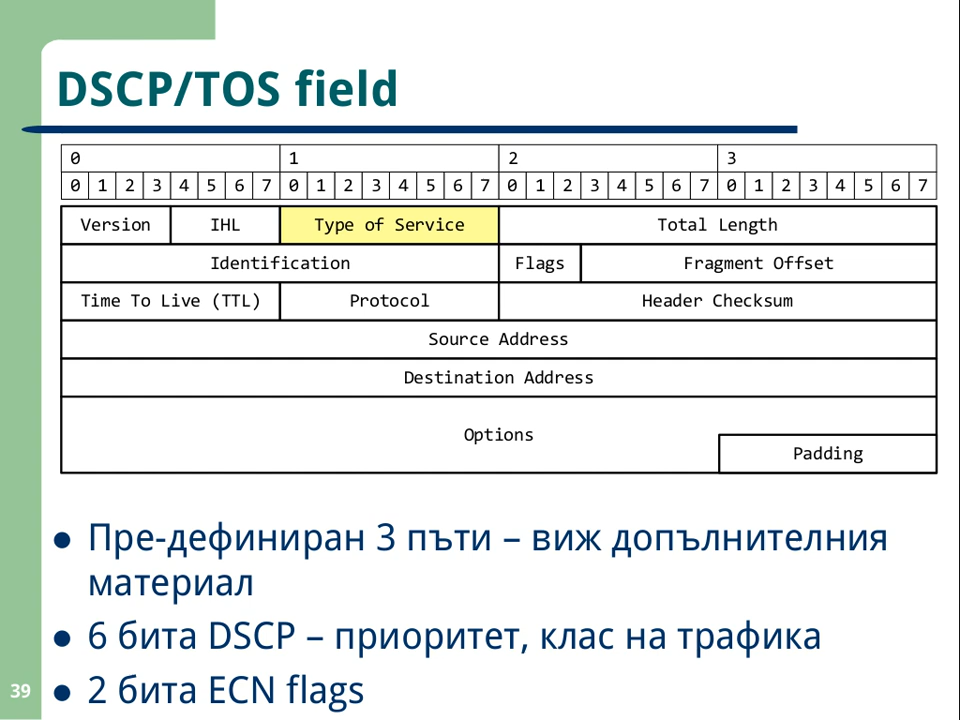 DSCP/TOS field
0 1 2 3
0 1 2 3 4 5 6 7 0 1 2 3 4 5 6 7 0 1 2 3 4 5 6 7 0 1 2 3 4 5 6 7
Version IHL Type of Service Total Length
Identification Flags Fragment Offset
Time To Live (TTL) Protocol Header Checksum
Source Address
Destination Address
Options
Padding
Пре-дефиниран 3 пъти – виж допълнителния
материал
6 бита DSCP – приоритет, клас на трафика
2 бита ECN flags
39